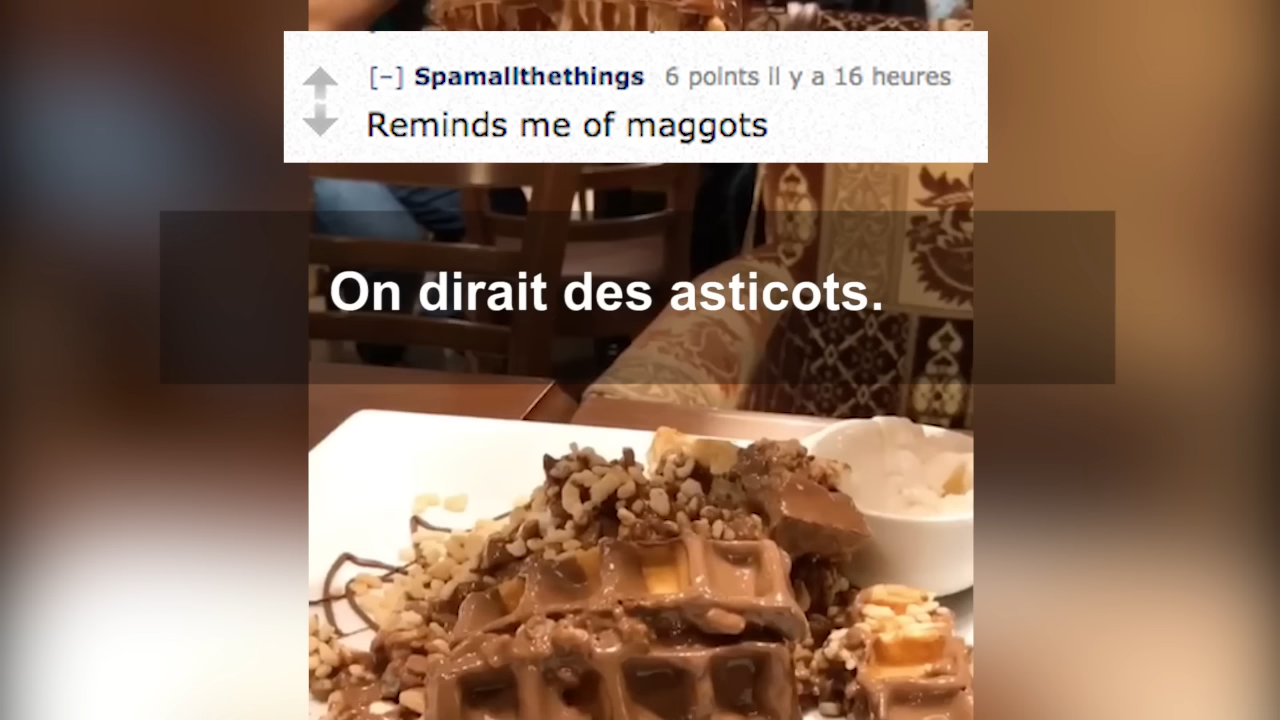 [–] Spamallthethings 6 points il y a 16 heures
Reminds me of maggots
On dirait des asticots.